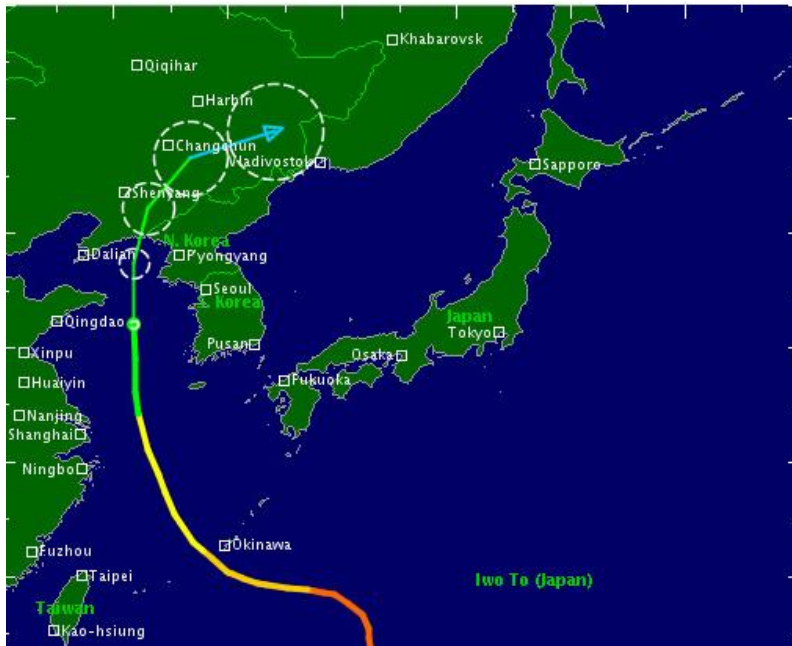 Khabarovsk
Qiqihar
Harbin
Changchun
Vladivostok
Sapporo
Shenyang
N. Korea
Dalian
P'yongyang
Seoul
Korea
Qingdao
Japan
Tokyo
Pusan
Xinpu
Osaka
Huaiyin
Fukuoka
Nanjing
Shanghai
Ningbo
Okinawa
Fuzhou
Taipei
Iwo To (Japan)
Taiwan
Kao-hsiung